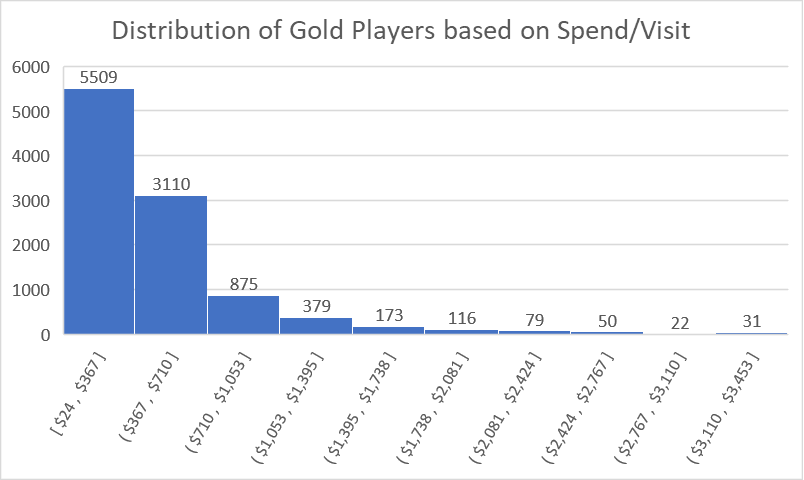 Distribution of Gold Players based on Spend/Visit
6000
5000
4000
3000
2000
1000
0
5509
3110
875
379
173
116
79
50
22
31
[ $24 , $367 ]
( $367 , $710 ]
( $710 , $1,053 ]
( $1,053 , $1,395 ]
( $1,395 , $1,738 ]
( $1,738 , $2,081 ]
( $2,081 , $2,424 ]
( $2,424 , $2,767 ]
( $2,767 , $3,110 ]
( $3,110 , $3,453 ]